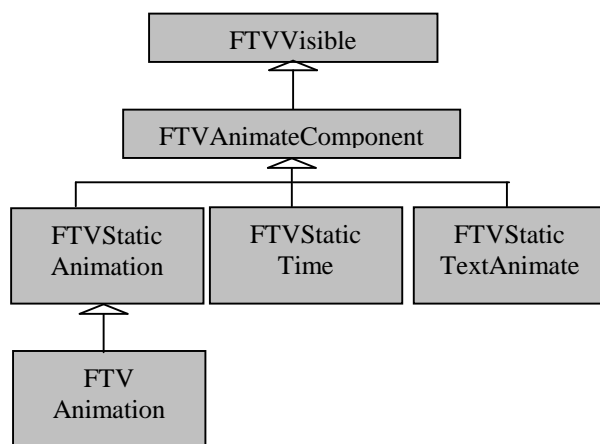 FTVVisible
FTVAnimateComponent
FTVStatic
Animation
FTVStatic
Time
FTVStatic
TextAnimate
FTV
Animation